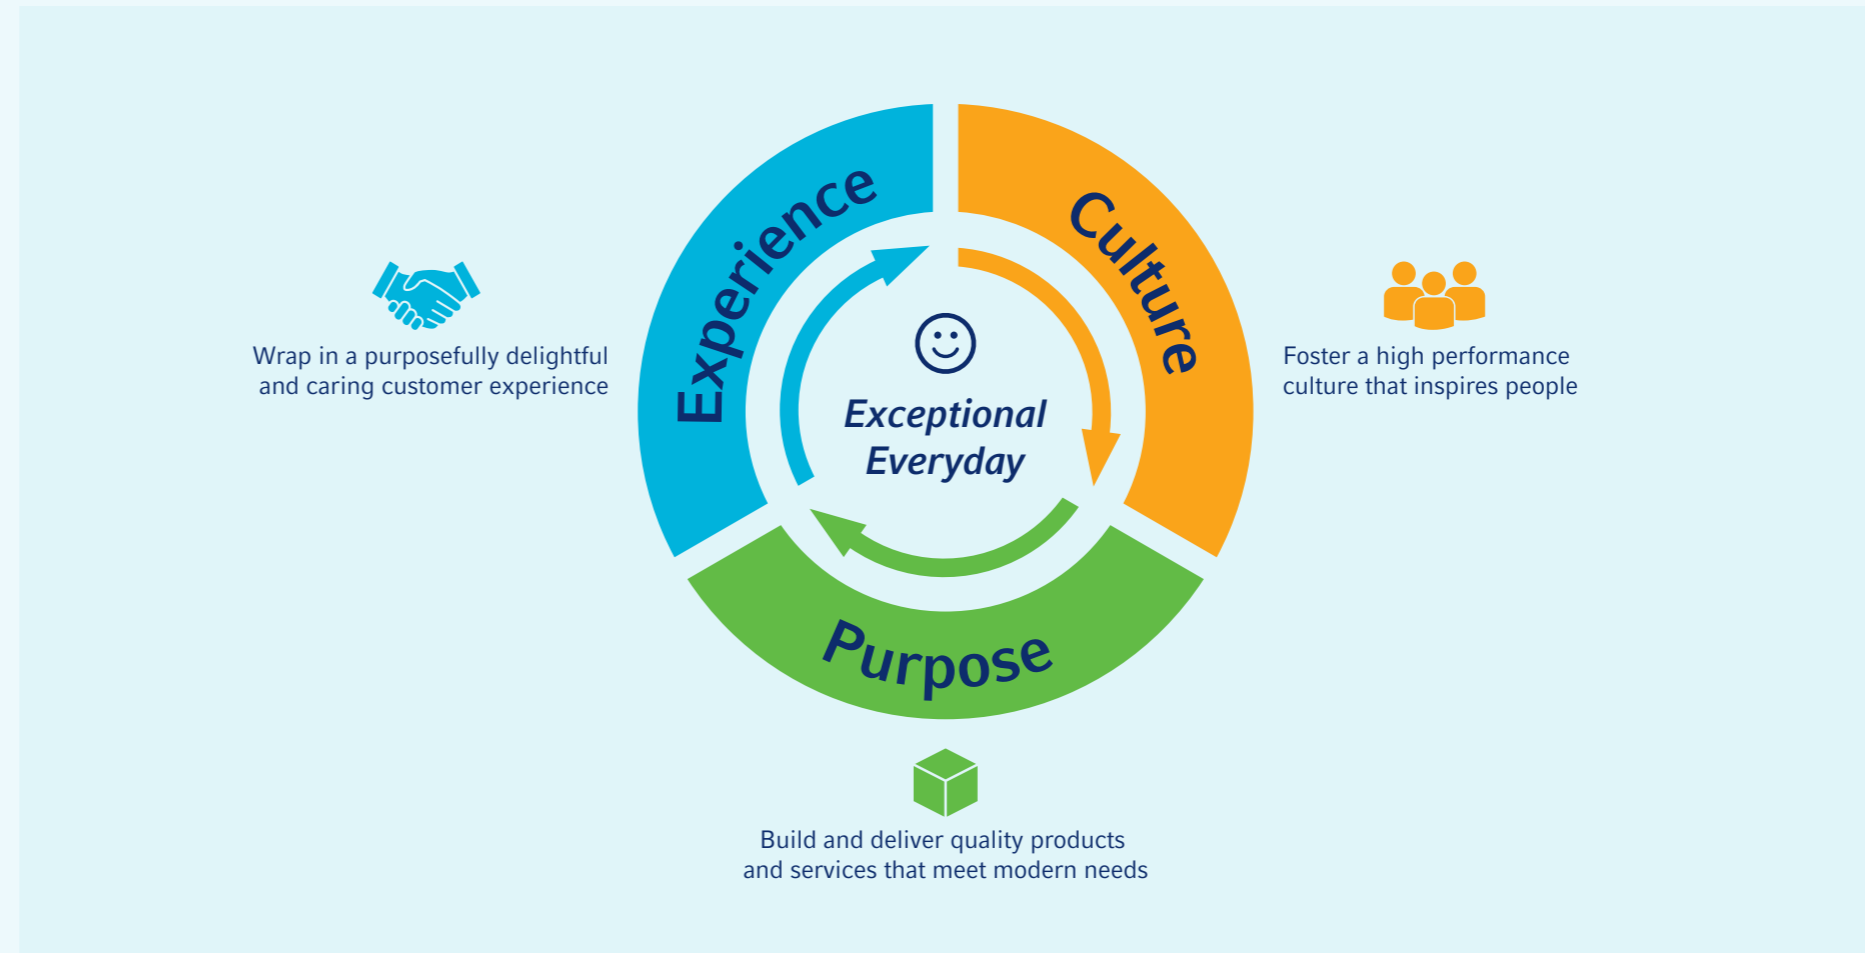 Experience
Culture
Wrap in a purposefully delightful
and caring customer experience
Exceptional
Everyday
Foster a high performance
culture that inspires people
Purpose
Build and deliver quality products
and services that meet modern needs